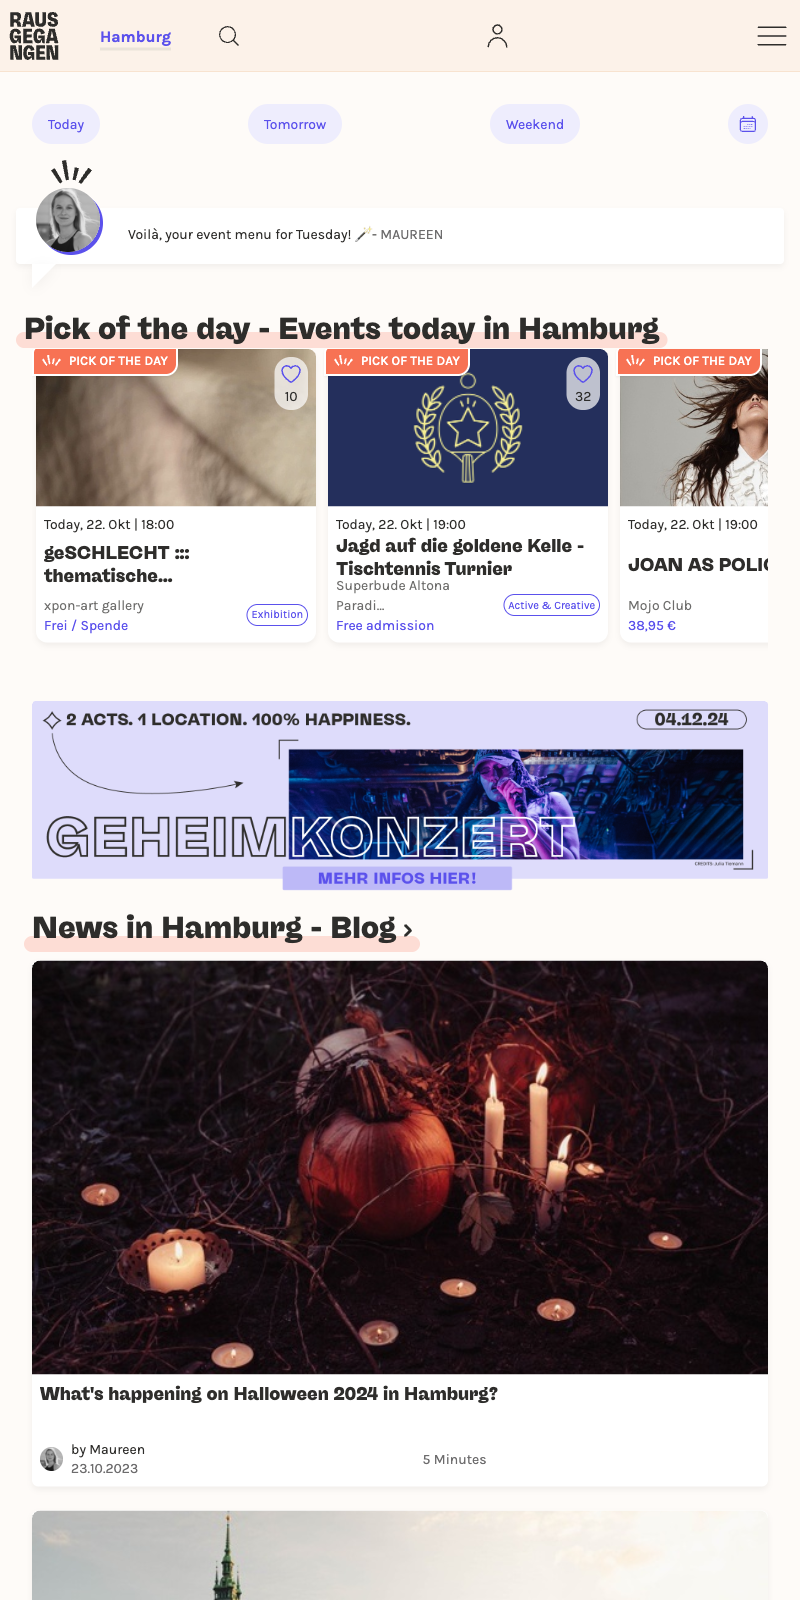 RAUS
GEGA
NGEN
Hamburg
Today
Tomorrow
Weekend
Voilà, your event menu for Tuesday! 🪄- MAUREEN
Pick of the day - Events today in Hamburg
PICK OF THE DAY
10
Today, 22. Okt | 18:00
geSCHLECHT :::
thematische...
xpon-art gallery
Frei / Spende
Exhibition
PICK OF THE DAY
32
Today, 22. Okt | 19:00
Jagd auf die goldene Kelle -
Tischtennis Turnier
Superbude Altona
Paradi...
Free admission
Active & Creative
PICK OF THE DAY
Today, 22. Okt | 19:00
JOAN AS POLIC
Mojo Club
38,95 €
2 ACTS. 1 LOCATION. 100% HAPPINESS.
04.12.24
GEHEIMKONZERT
CREDITS: Julia Tiemann
MEHR INFOS HIER!
News in Hamburg - Blog ›
What's happening on Halloween 2024 in Hamburg?
by Maureen
23.10.2023
5 Minutes